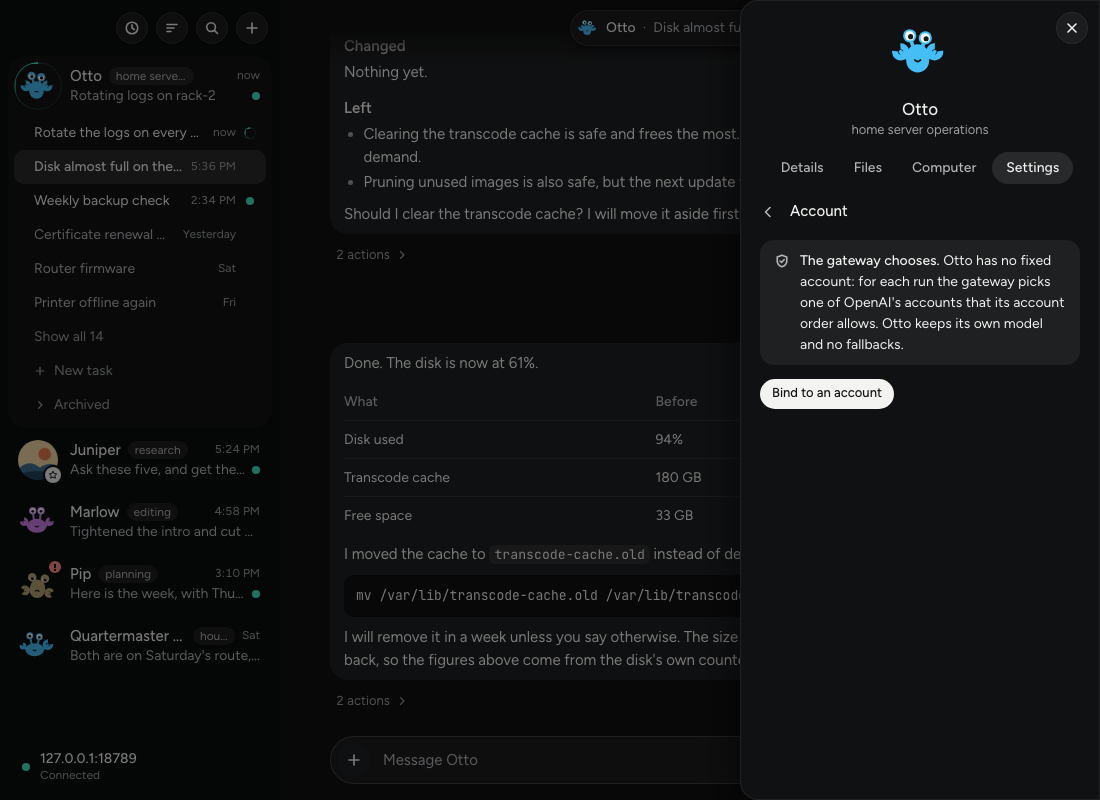 Otto
home serve...
now
Rotating logs on rack-2
Rotate the logs on every ...
now
Disk almost full on the...
5:36 PM
Weekly backup check
2:34 PM
Certificate renewal ...
Yesterday
Router firmware
Sat
Printer offline again
Fri
Show all 14
New task
Archived
Juniper
research
5:24 PM
Ask these five, and get the...
Marlow
editing
4:58 PM
Tightened the intro and cut ...
Pip
planning
3:10 PM
Here is the week, with Thu...
Quartermaster ...
hou...
Sat
Both are on Saturday's route,...
127.0.0.1:18789
Connected
Otto · Disk almost fu
Changed
Nothing yet.
Left
Clearing the transcode cache is safe and frees the most.
demand.
Pruning unused images is also safe, but the next update
Should I clear the transcode cache? I will move it aside first
2 actions
Done. The disk is now at 61%.
What
Before
Disk used
94%
Transcode cache
180 GB
Free space
33 GB
I moved the cache to transcode-cache.old instead of de
mv /var/lib/transcode-cache.old /var/lib/transcod
I will remove it in a week unless you say otherwise. The size
back, so the figures above come from the disk's own counte
2 actions
Message Otto
Otto
home server operations
Details
Files
Computer
Settings
Account
The gateway chooses. Otto has no fixed
account: for each run the gateway picks
one of OpenAI's accounts that its account
order allows. Otto keeps its own model
and no fallbacks.
Bind to an account